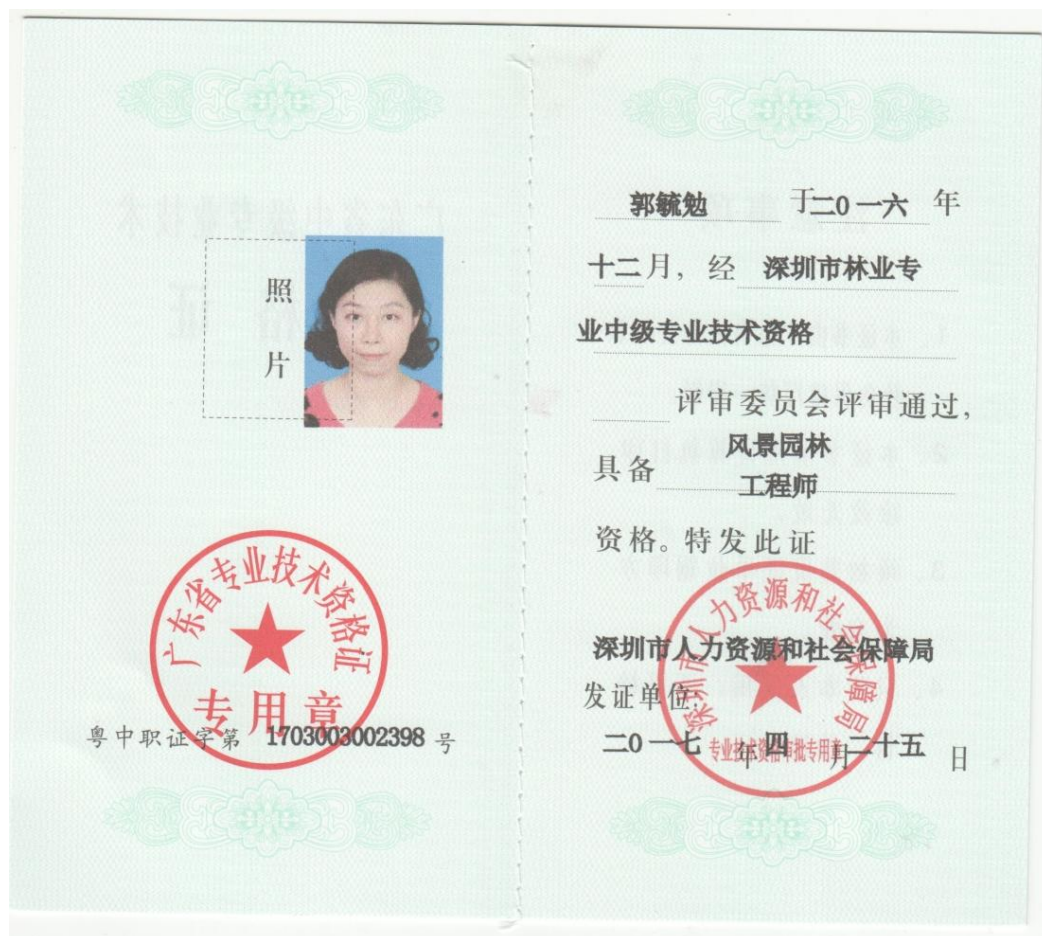 照
片
广东省专业技术资格证
专用章
粤中职证字第 1703003002398 号
郭毓勉 于二0一六 年
十二月，经 深圳市林业专
业中级专业技术资格
评审委员会评审通过，
风景园林
具备
工程师
资格。特发此证
深圳市人力资源和社会保障局
深圳市人力资源和社会保障局
发证单位：
专业技术资格审批专用章
二0一七 年 四 月二十五 日